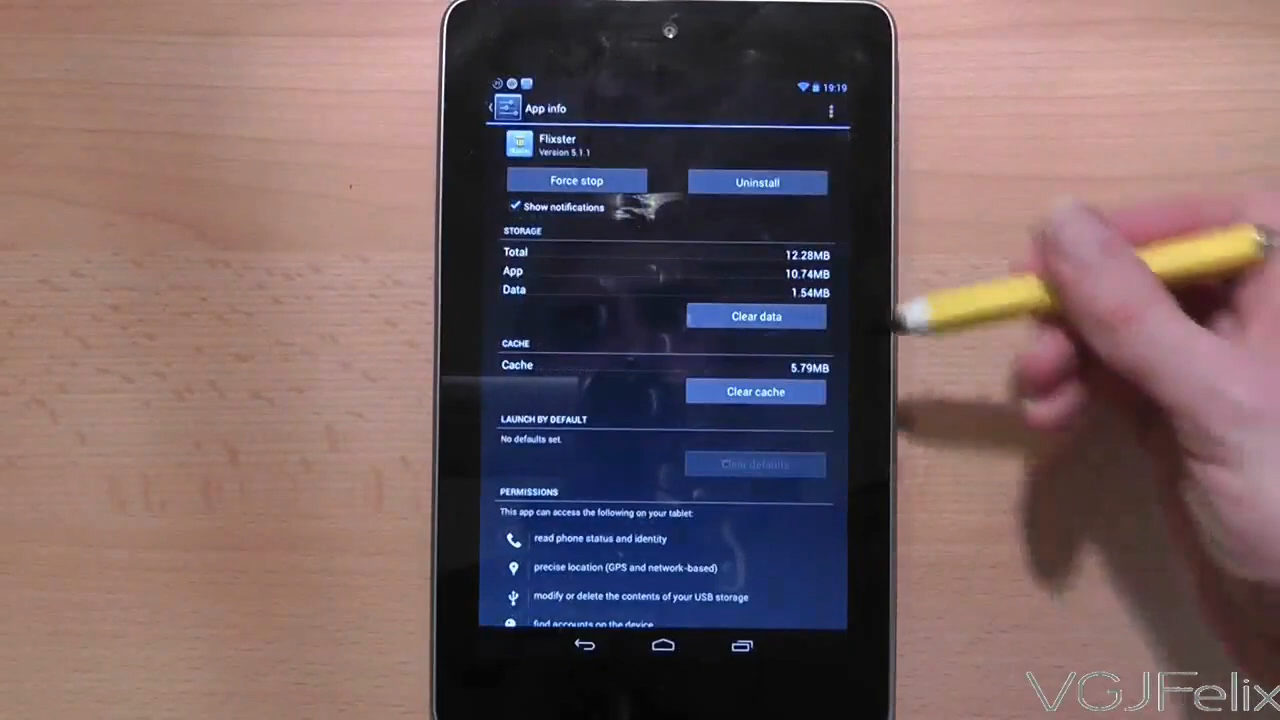 19:19
App info
Flixster
Version 5.1.1
Force stop
Uninstall
Show notifications
STORAGE
Total 12.28MB
App 10.74MB
Data 1.54MB
Clear data
CACHE
Cache 5.79MB
Clear cache
LAUNCH BY DEFAULT
No defaults set.
Clear defaults
PERMISSIONS
This app can access the following on your tablet:
read phone status and identity
precise location (GPS and network-based)
modify or delete the contents of your USB storage
find accounts on the device
VGJFelix